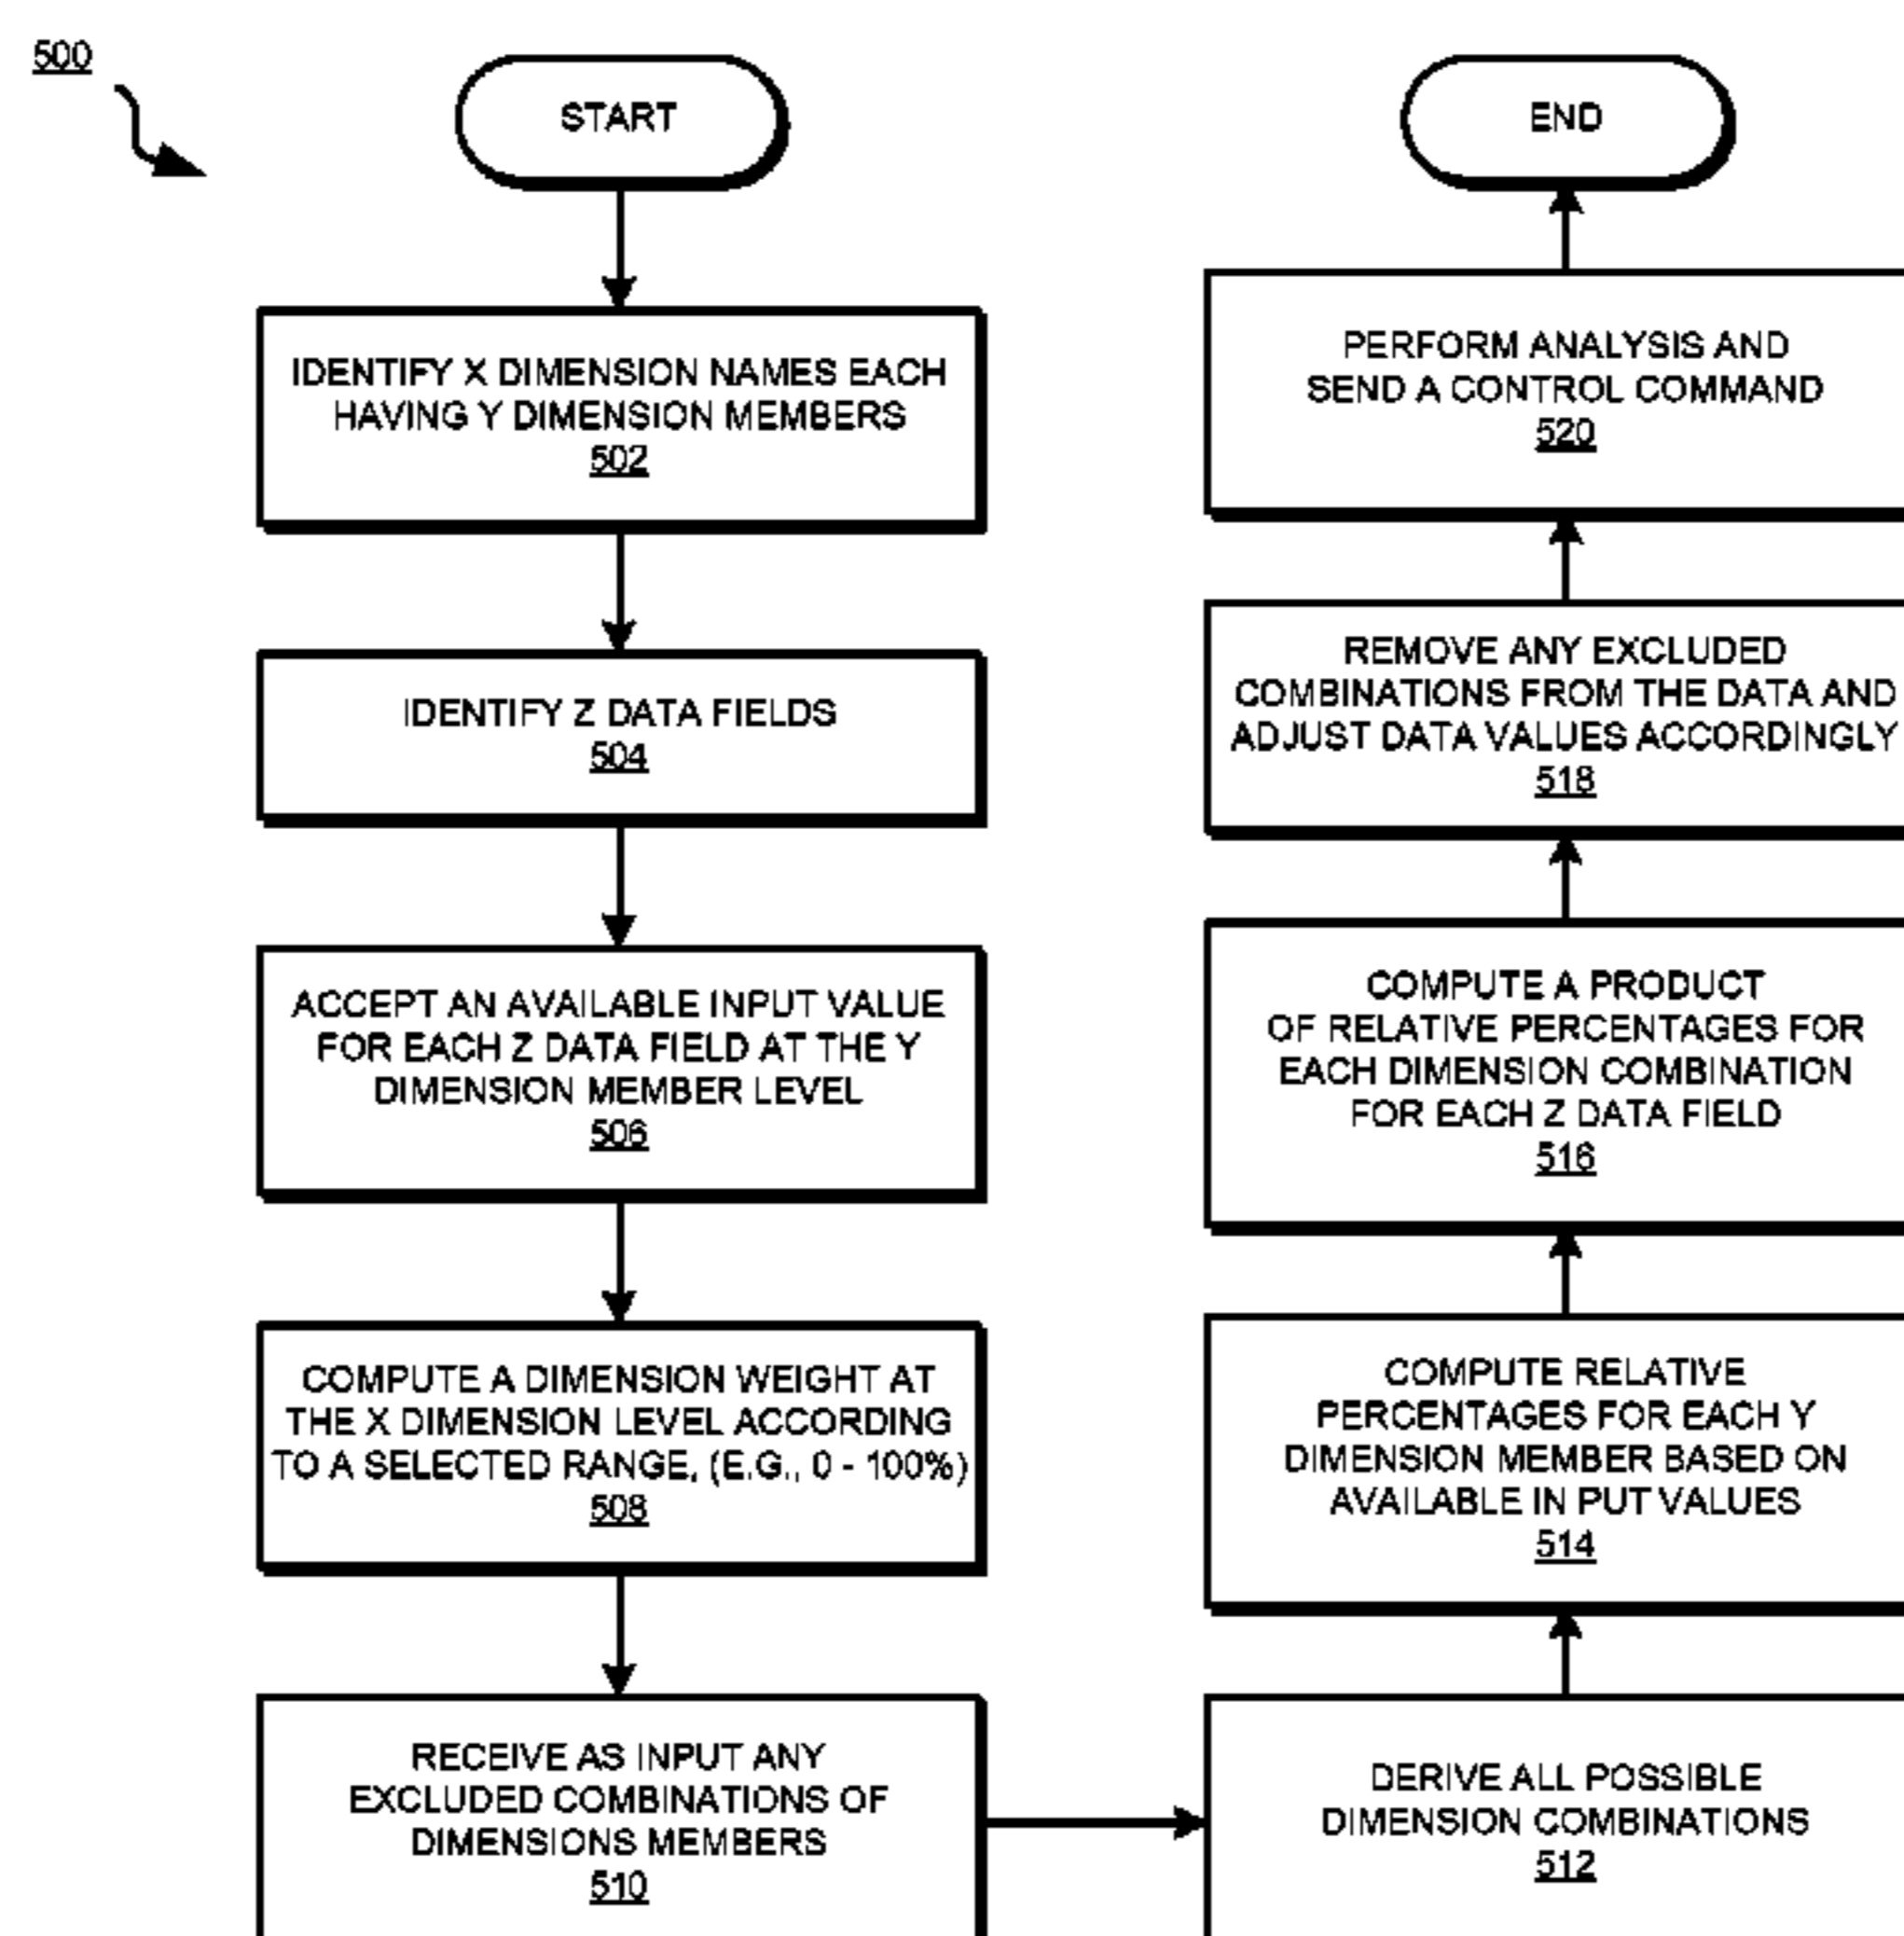 500
START
IDENTIFY X DIMENSION NAMES EACH
HAVING Y DIMENSION MEMBERS
502
IDENTIFY Z DATA FIELDS
504
ACCEPT AN AVAILABLE INPUT VALUE
FOR EACH Z DATA FIELD AT THE Y
DIMENSION MEMBER LEVEL
506
COMPUTE A DIMENSION WEIGHT AT
THE X DIMENSION LEVEL ACCORDING
TO A SELECTED RANGE, (E.G., 0 - 100%)
508
RECEIVE AS INPUT ANY
EXCLUDED COMBINATIONS OF
DIMENSIONS MEMBERS
510
DERIVE ALL POSSIBLE
DIMENSION COMBINATIONS
512
COMPUTE RELATIVE
PERCENTAGES FOR EACH Y
DIMENSION MEMBER BASED ON
AVAILABLE IN PUT VALUES
514
COMPUTE A PRODUCT
OF RELATIVE PERCENTAGES FOR
EACH DIMENSION COMBINATION
FOR EACH Z DATA FIELD
516
REMOVE ANY EXCLUDED
COMBINATIONS FROM THE DATA AND
ADJUST DATA VALUES ACCORDINGLY
518
PERFORM ANALYSIS AND
SEND A CONTROL COMMAND
520
END